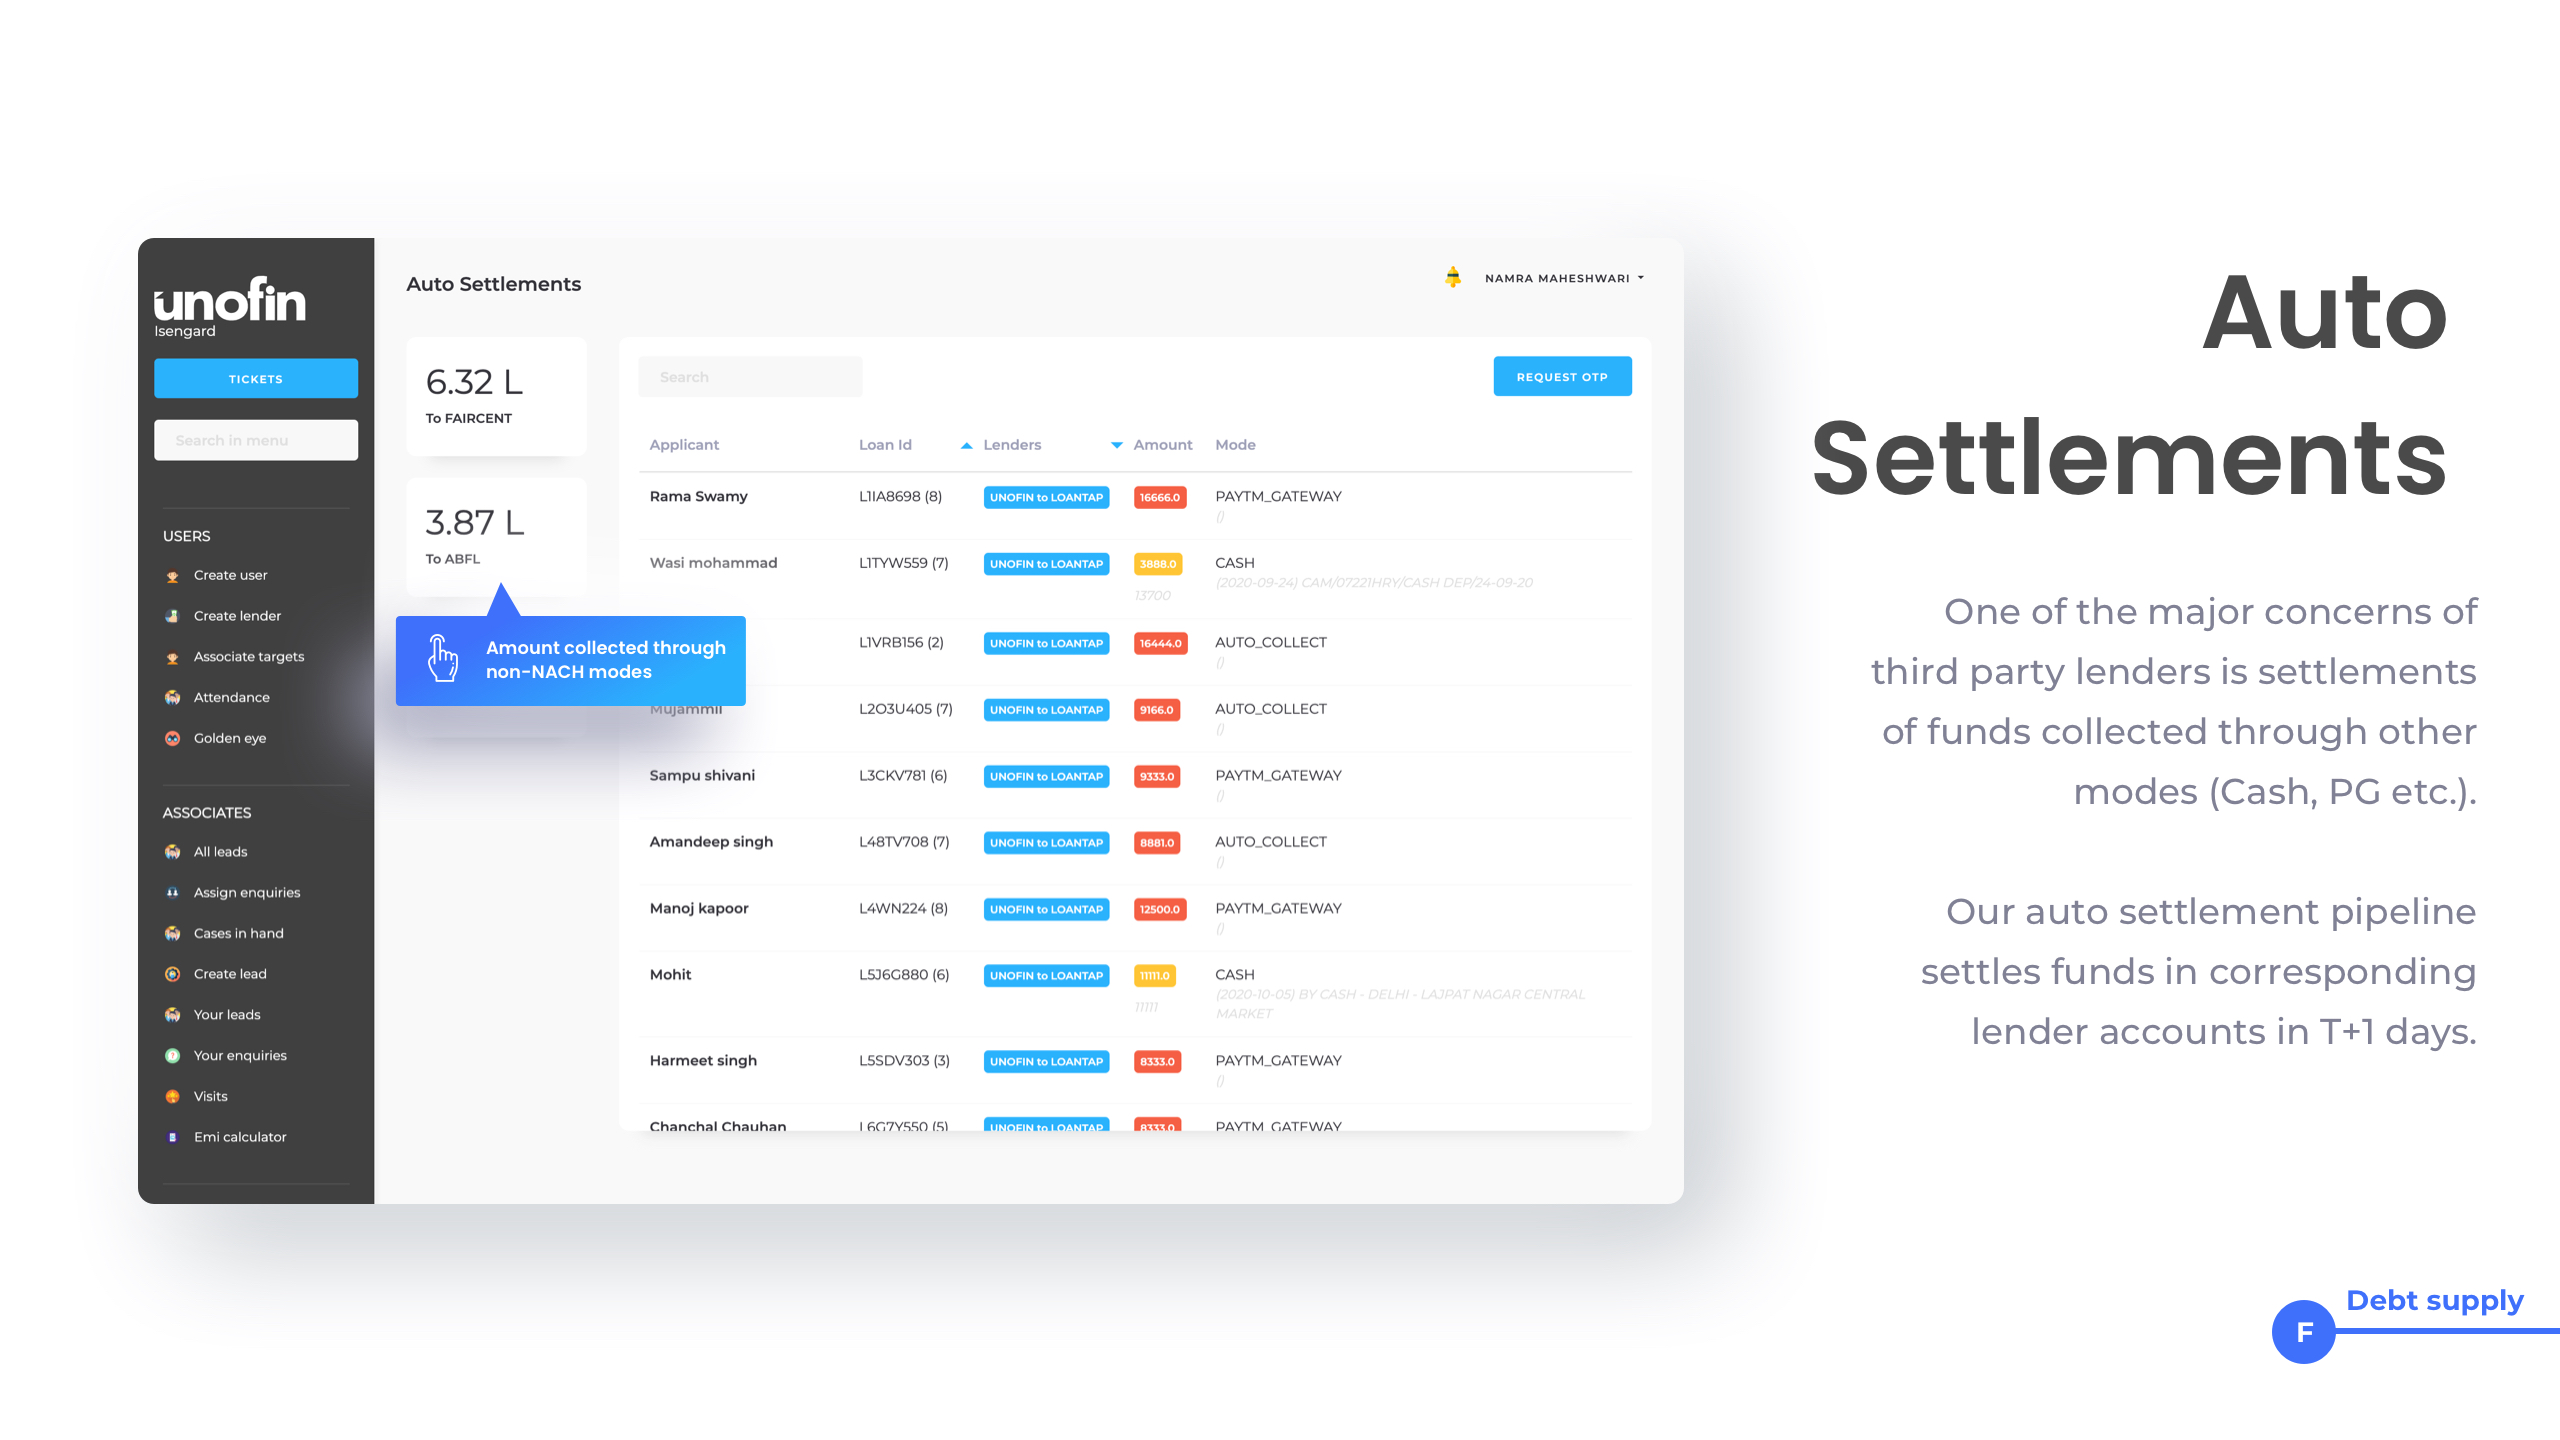 unofin
Isengard
TICKETS
Search in menu
USERS
Create user
Create lender
Associate targets
Attendance
Golden eye
ASSOCIATES
All leads
Assign enquiries
Cases in hand
Create lead
Your leads
Your enquiries
Visits
Emi calculator
Auto Settlements
NAMRA MAHESHWARI
6.32 L
To FAIRCENT
3.87 L
To ABFL
Amount collected through
non-NACH modes
Search
REQUEST OTP
Applicant Loan Id Lenders Amount Mode
Rama Swamy L1IA8698 (8) UNOFIN to LOANTAP 16666.0 PAYTM_GATEWAY
()
Wasi mohammad L1TYW559 (7) UNOFIN to LOANTAP 3888.0 CASH
(2020-09-24) CAM/07221HRY/CASH DEP/24-09-20
13700
L1VRB156 (2) UNOFIN to LOANTAP 16444.0 AUTO_COLLECT
()
Mujammil L2O3U405 (7) UNOFIN to LOANTAP 9166.0 AUTO_COLLECT
()
Sampu shivani L3CKV781 (6) UNOFIN to LOANTAP 9333.0 PAYTM_GATEWAY
()
Amandeep singh L48TV708 (7) UNOFIN to LOANTAP 8881.0 AUTO_COLLECT
()
Manoj kapoor L4WN224 (8) UNOFIN to LOANTAP 12500.0 PAYTM_GATEWAY
()
Mohit L5J6G880 (6) UNOFIN to LOANTAP 11111.0 CASH
(2020-10-05) BY CASH - DELHI - LAJPAT NAGAR CENTRAL
11111 MARKET
Harmeet singh L5SDV303 (3) UNOFIN to LOANTAP 8333.0 PAYTM_GATEWAY
()
Chanchal Chauhan L6G7Y550 (5) UNOFIN to LOANTAP 8333.0 PAYTM_GATEWAY
Auto
Settlements
One of the major concerns of
third party lenders is settlements
of funds collected through other
modes (Cash, PG etc.).
Our auto settlement pipeline
settles funds in corresponding
lender accounts in T+1 days.
Debt supply
F